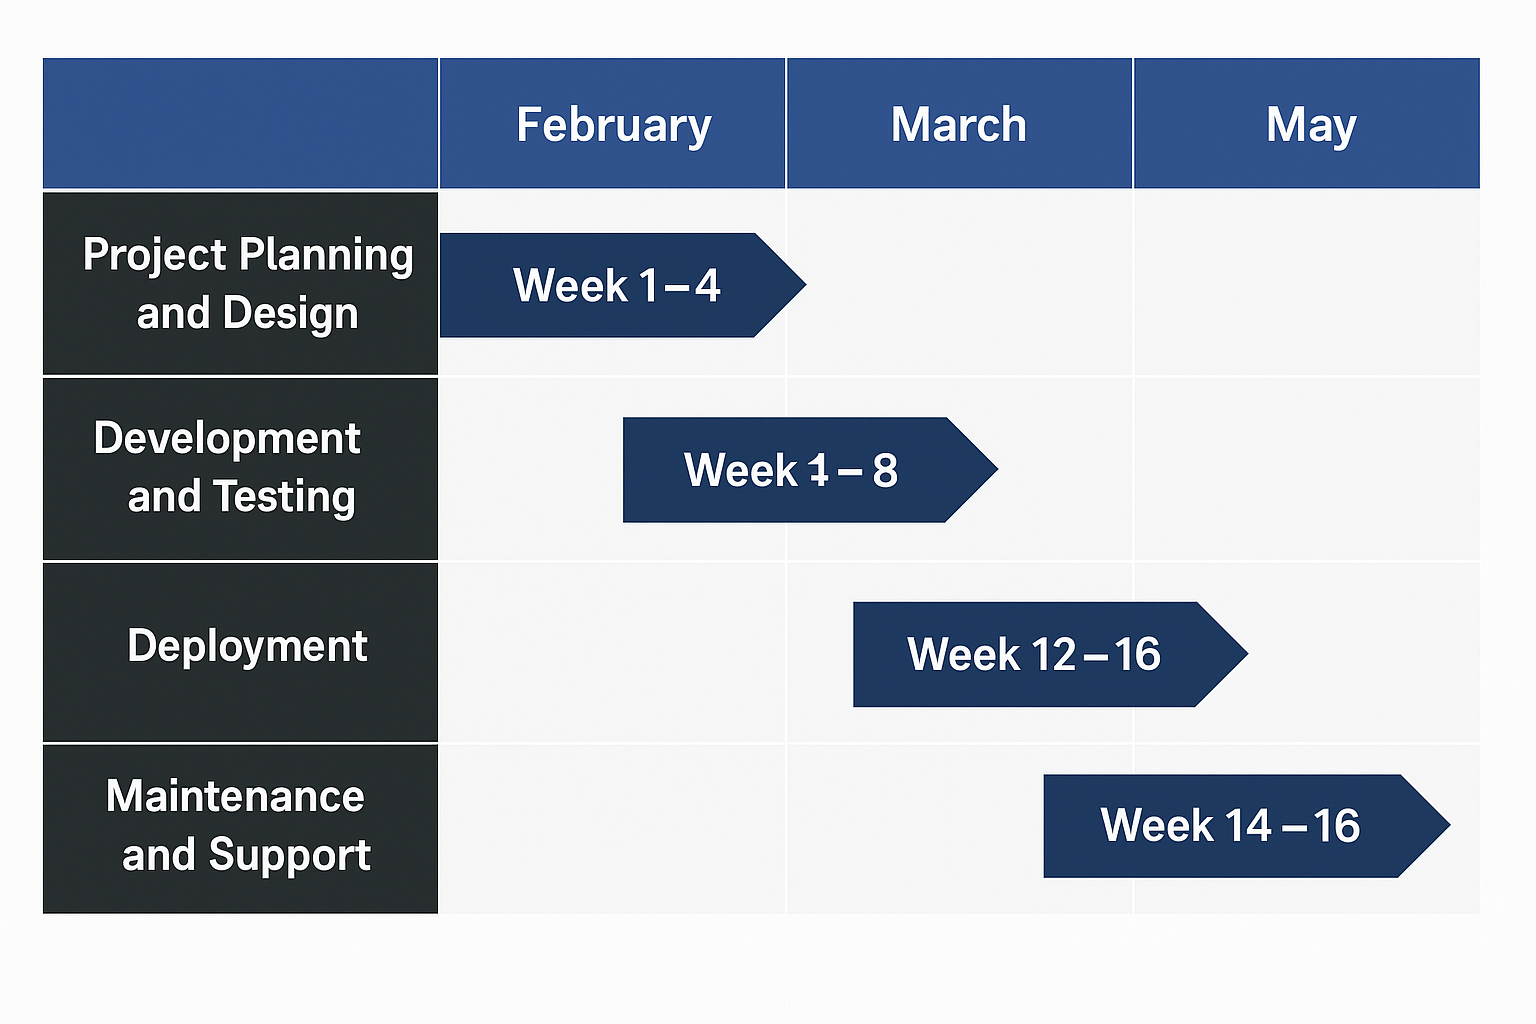 February March May
Project Planning
and Design
Week 1–4
Development
and Testing
Week – 8
Deployment
Week 12–16
Maintenance
and Support
Week 14–16